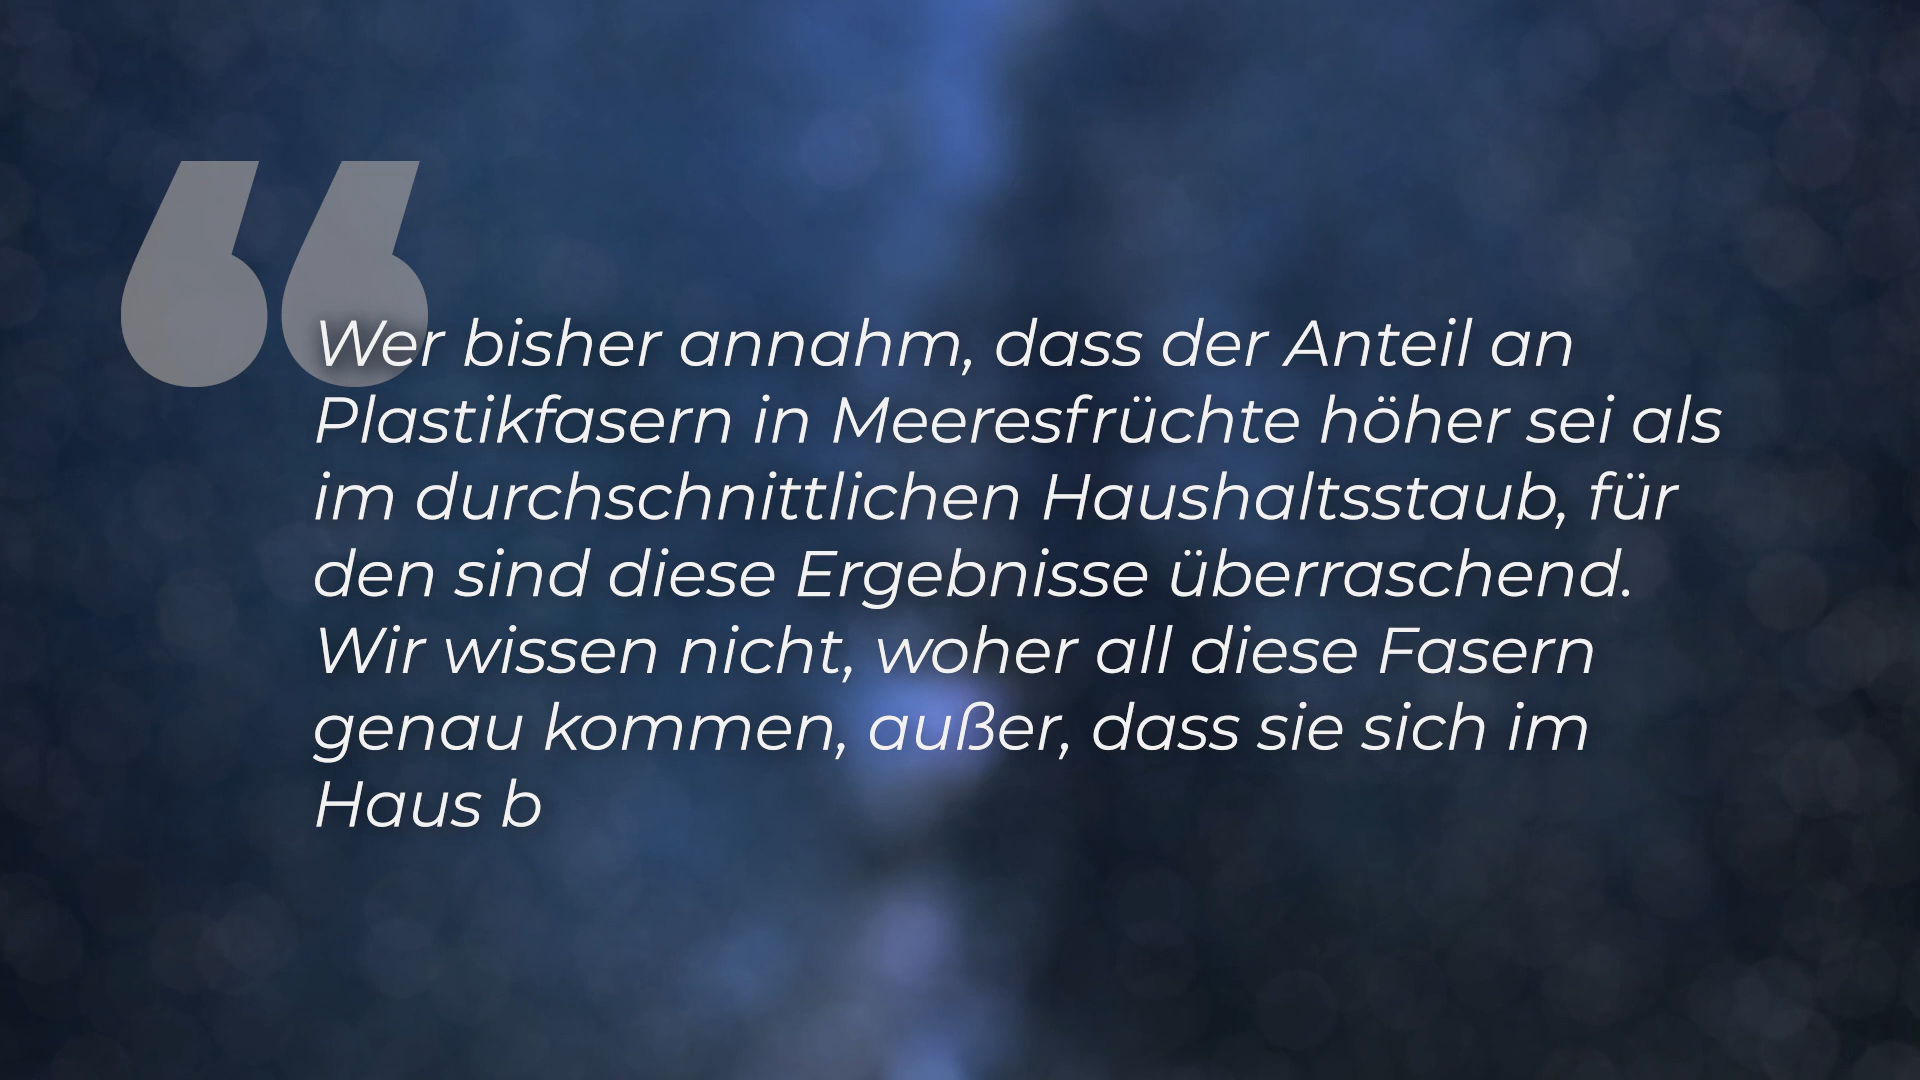 “
Wer bisher annahm, dass der Anteil an
Plastikfasern in Meeresfrüchte höher sei als
im durchschnittlichen Haushaltsstaub, für
den sind diese Ergebnisse überraschend.
Wir wissen nicht, woher all diese Fasern
genau kommen, außer, dass sie sich im
Haus b